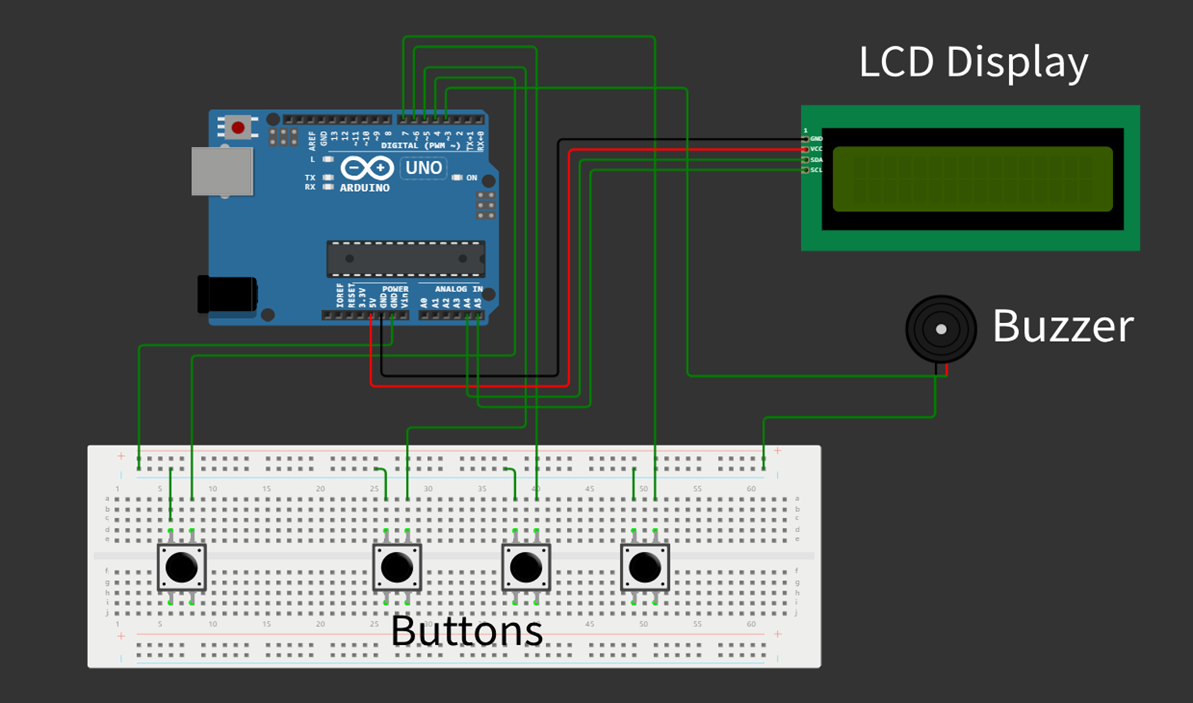 LCD Display
1
GND
VCC
SDA
SCL
AREF
GND
13
12
~11
~10
~9
8
7
~6
~5
4
~3
2
TX→1
RX←0
DIGITAL (PWM ~)
L
TX
RX
UNO
ON
ARDUINO
POWER
ANALOG IN
IOREF
RESET
3.3V
5V
GND
GND
Vin
A0
A1
A2
A3
A4
A5
Buzzer
1 5 10 15 20 25 30 35 40 45 50 55 60
a
b
c
d
e
a
b
c
d
e
f
g
h
i
j
f
g
h
i
j
Buttons
1 5 10 15 20 25 30 35 40 45 50 55 60